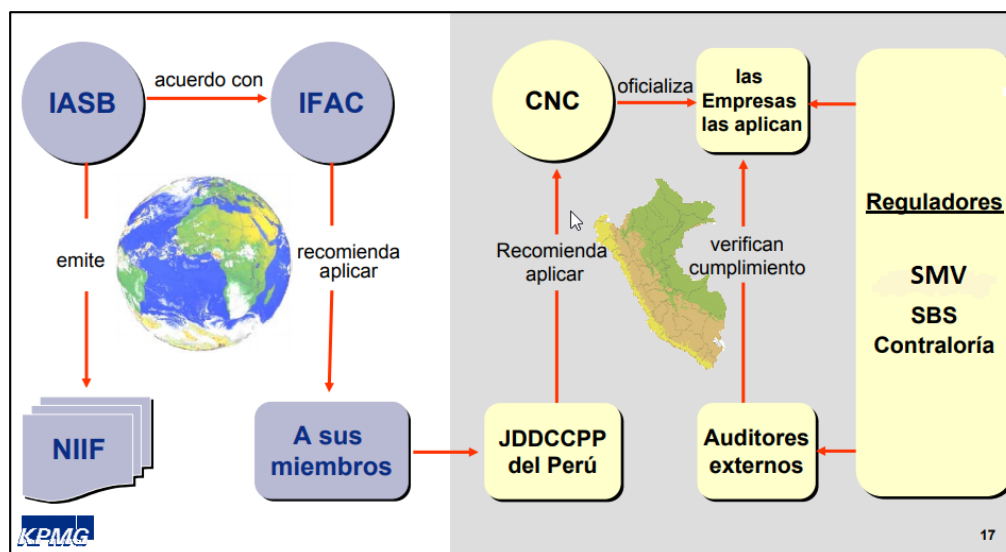 IASB
acuerdo con
IFAC
emite
recomienda
aplicar
NIIF
A sus
miembros
CNC
oficializa
las
Empresas
las aplican
Recomienda
aplicar
verifican
cumplimiento
JDDCCPP
del Perú
Auditores
externos
Reguladores
SMV
SBS
Contraloría
KPMG
17